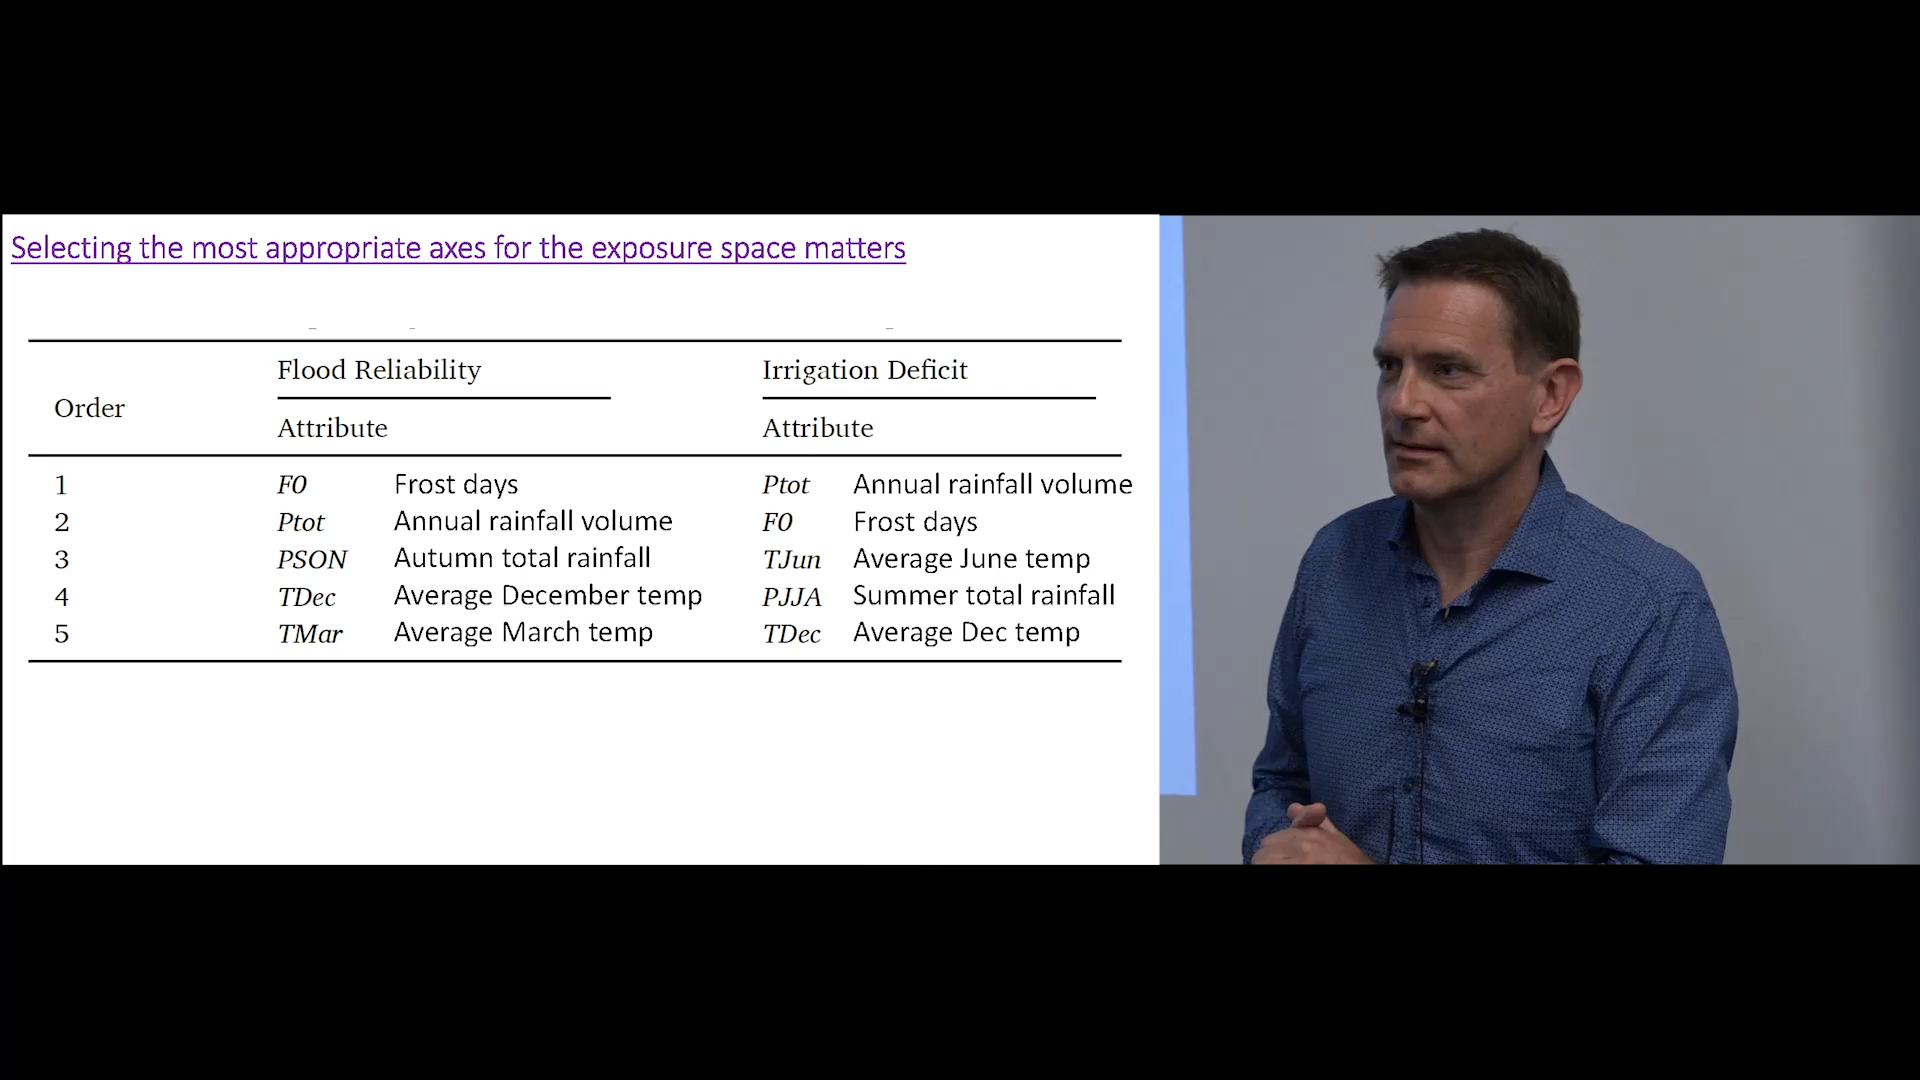 Selecting the most appropriate axes for the exposure space matters
Flood Reliability Irrigation Deficit
Order
Attribute Attribute
1 F0 Frost days Ptot Annual rainfall volume
2 Ptot Annual rainfall volume F0 Frost days
3 PSON Autumn total rainfall TJun Average June temp
4 TDec Average December temp PJJA Summer total rainfall
5 TMar Average March temp TDec Average Dec temp